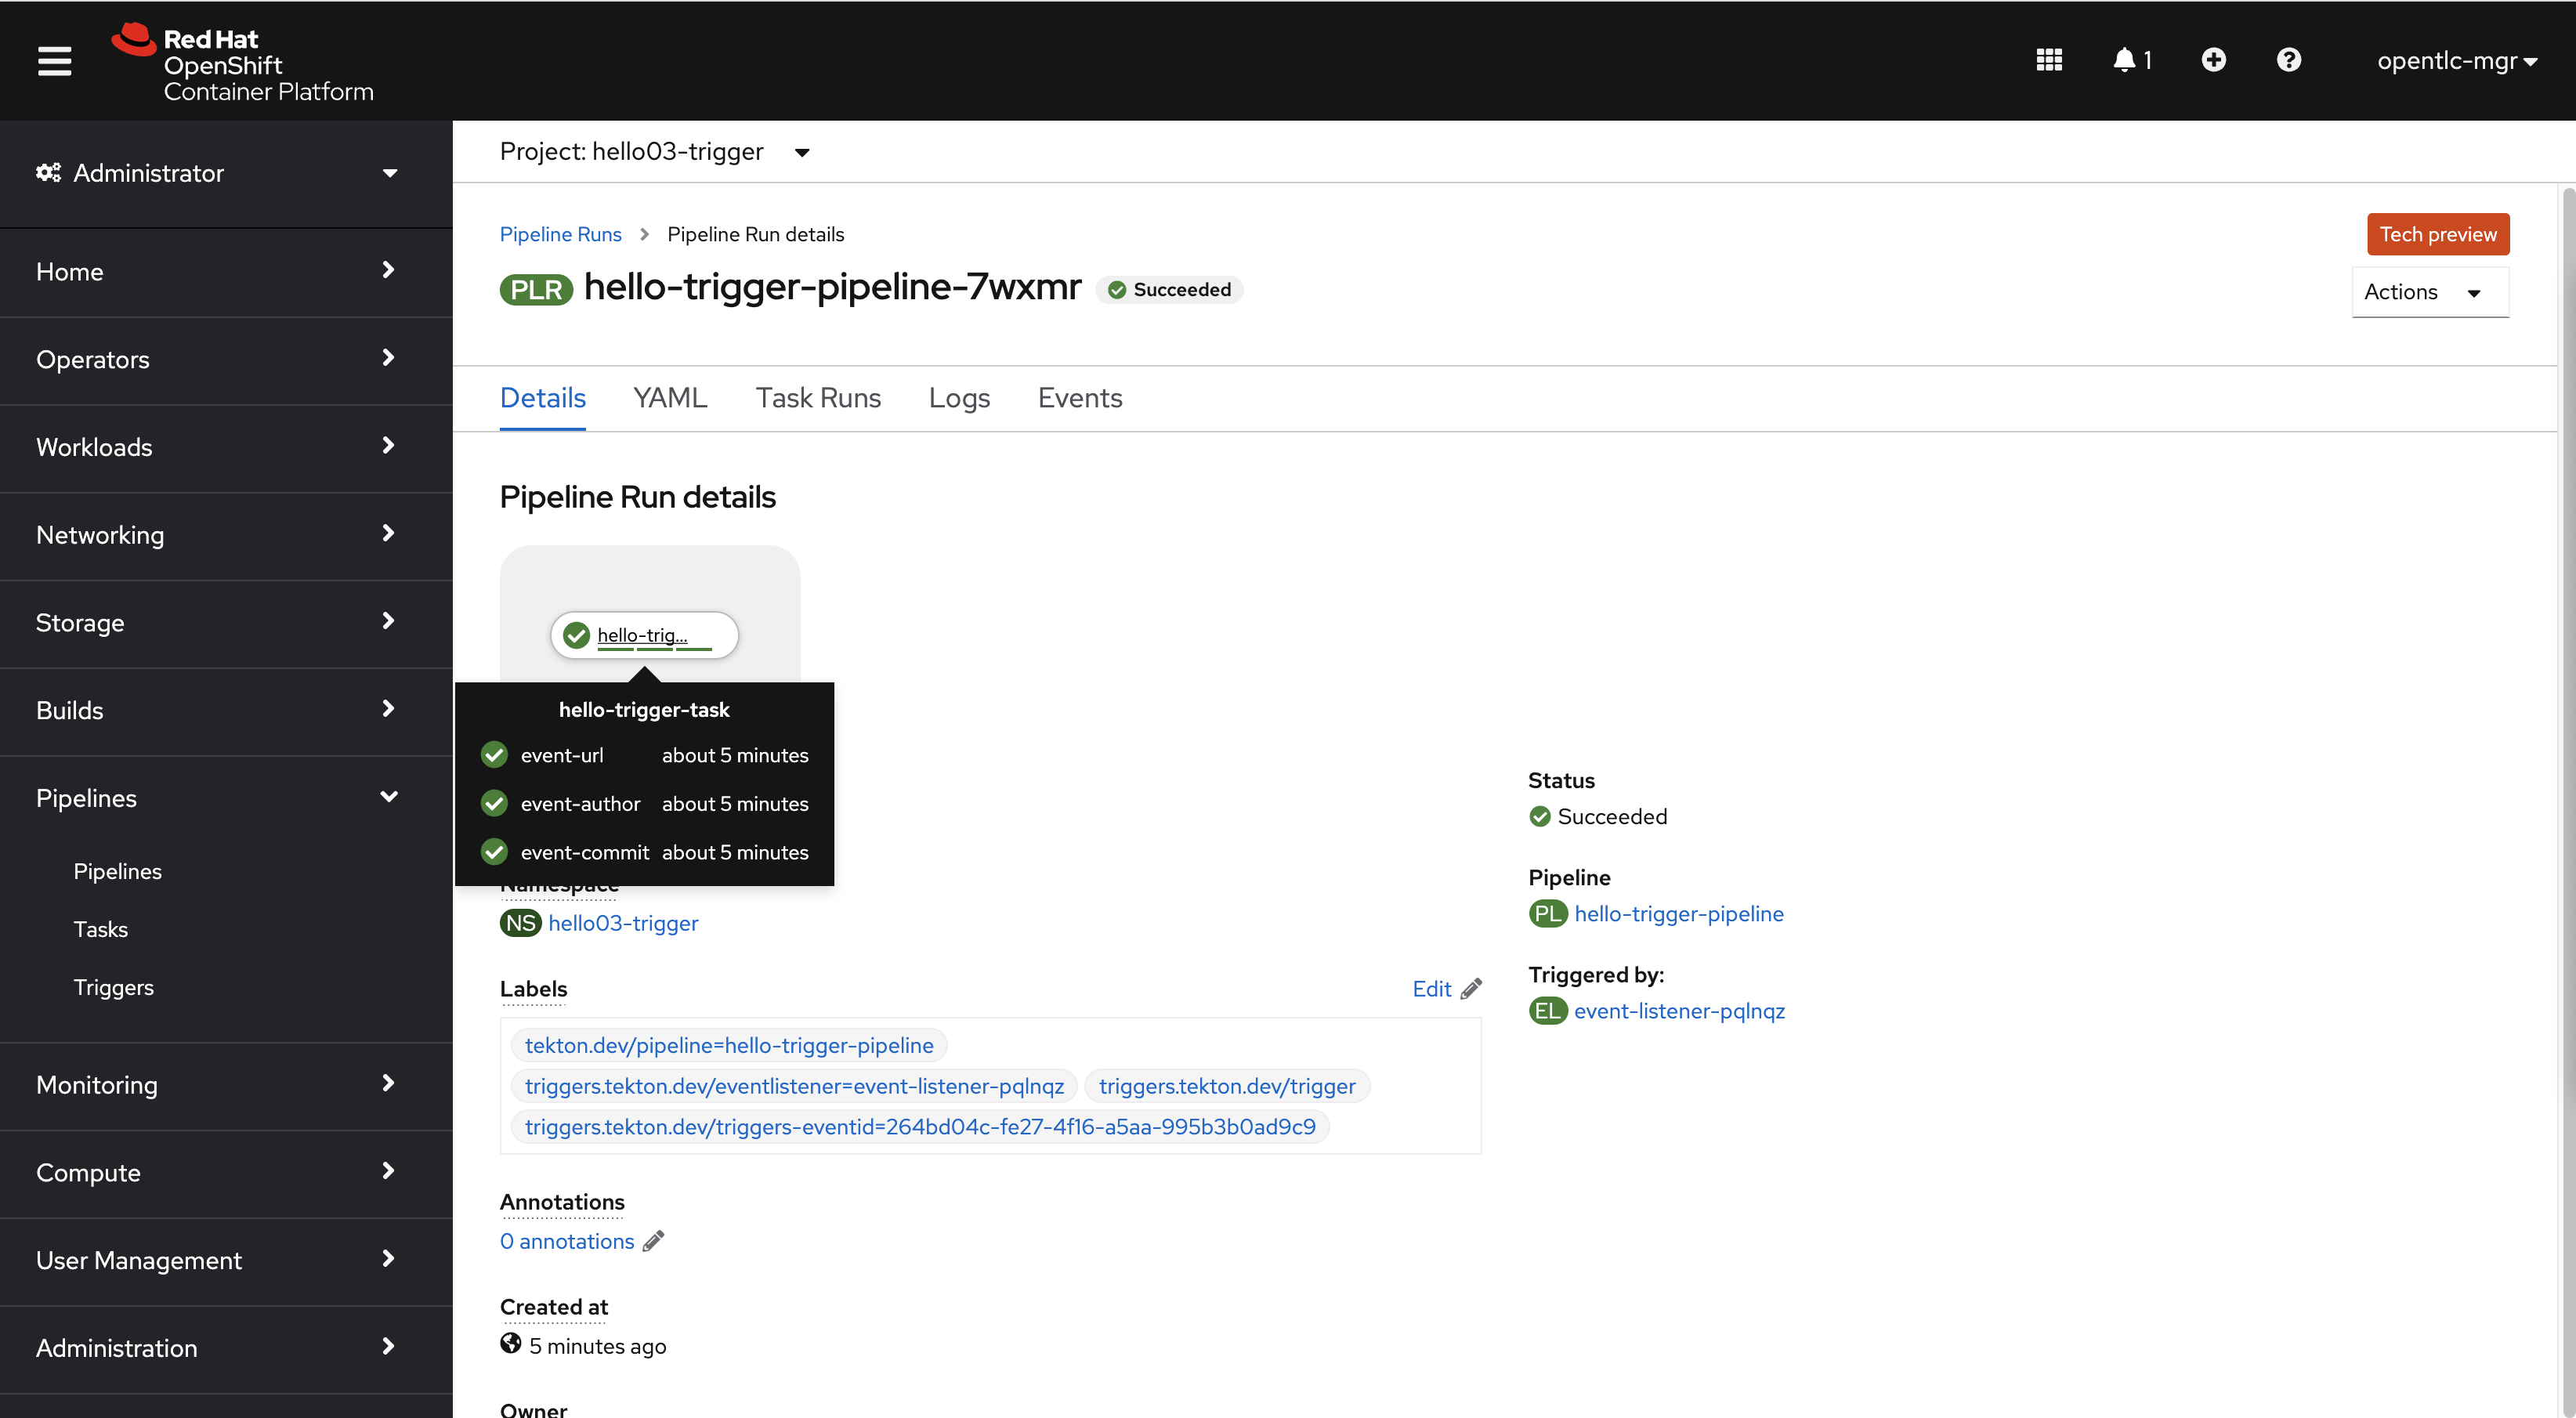 Red Hat
OpenShift
Container Platform
1
opentlc-mgr
Administrator
Home
Operators
Workloads
Networking
Storage
Builds
Pipelines
Pipelines
Tasks
Triggers
Monitoring
Compute
User Management
Administration
Project: hello03-trigger
Pipeline Runs > Pipeline Run details
Tech preview
PLR hello-trigger-pipeline-7wxmr Succeeded
Actions
Details YAML Task Runs Logs Events
Pipeline Run details
hello-trig...
hello-trigger-task
event-url about 5 minutes
event-author about 5 minutes
event-commit about 5 minutes
Namespace
NS hello03-trigger
Labels
Edit
tekton.dev/pipeline=hello-trigger-pipeline
triggers.tekton.dev/eventlistener=event-listener-pqlnqz triggers.tekton.dev/trigger
triggers.tekton.dev/triggers-eventid=264bd04c-fe27-4f16-a5aa-995b3b0ad9c9
Annotations
0 annotations
Created at
5 minutes ago
Owner
Status
Succeeded
Pipeline
PL hello-trigger-pipeline
Triggered by:
EL event-listener-pqlnqz